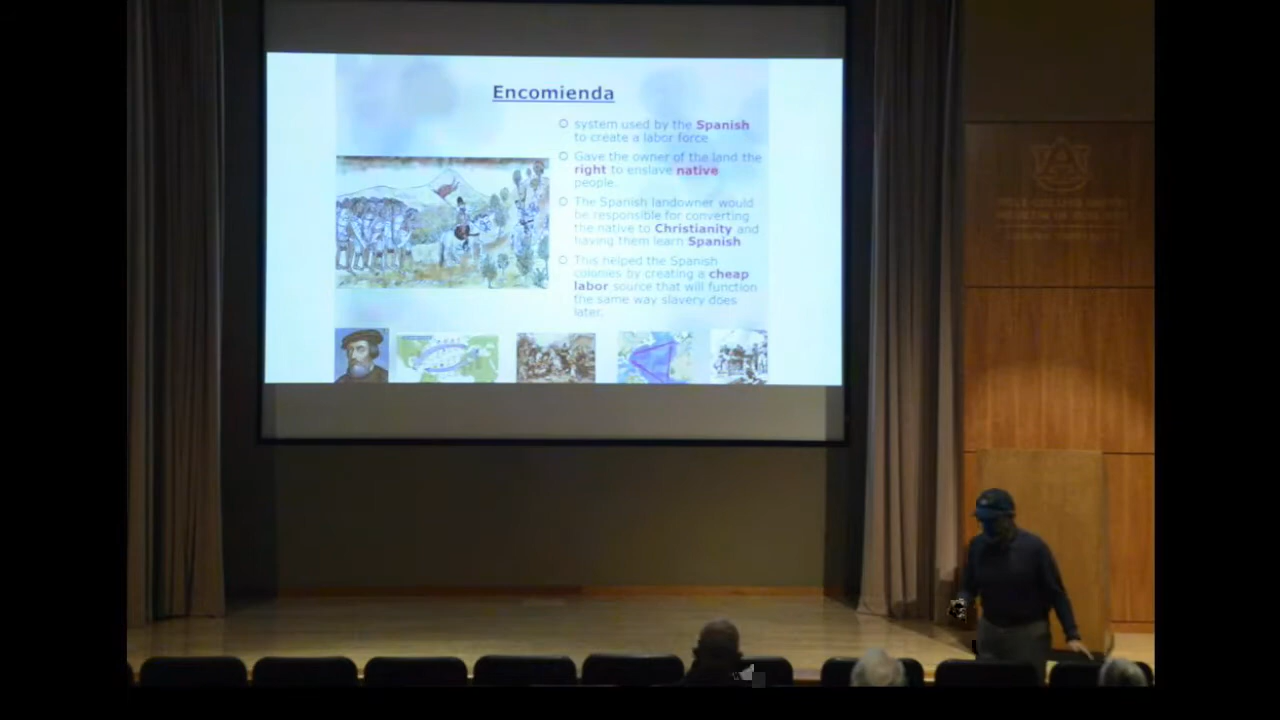 Encomienda
system used by the Spanish
to create a labor force
Gave the owner of the land the
right to enslave native
people.
The Spanish landowner would
be responsible for converting
the native to Christianity and
having them learn Spanish
This helped the Spanish
colonies by creating a cheap
labor source that will function
the same way slavery does
later.